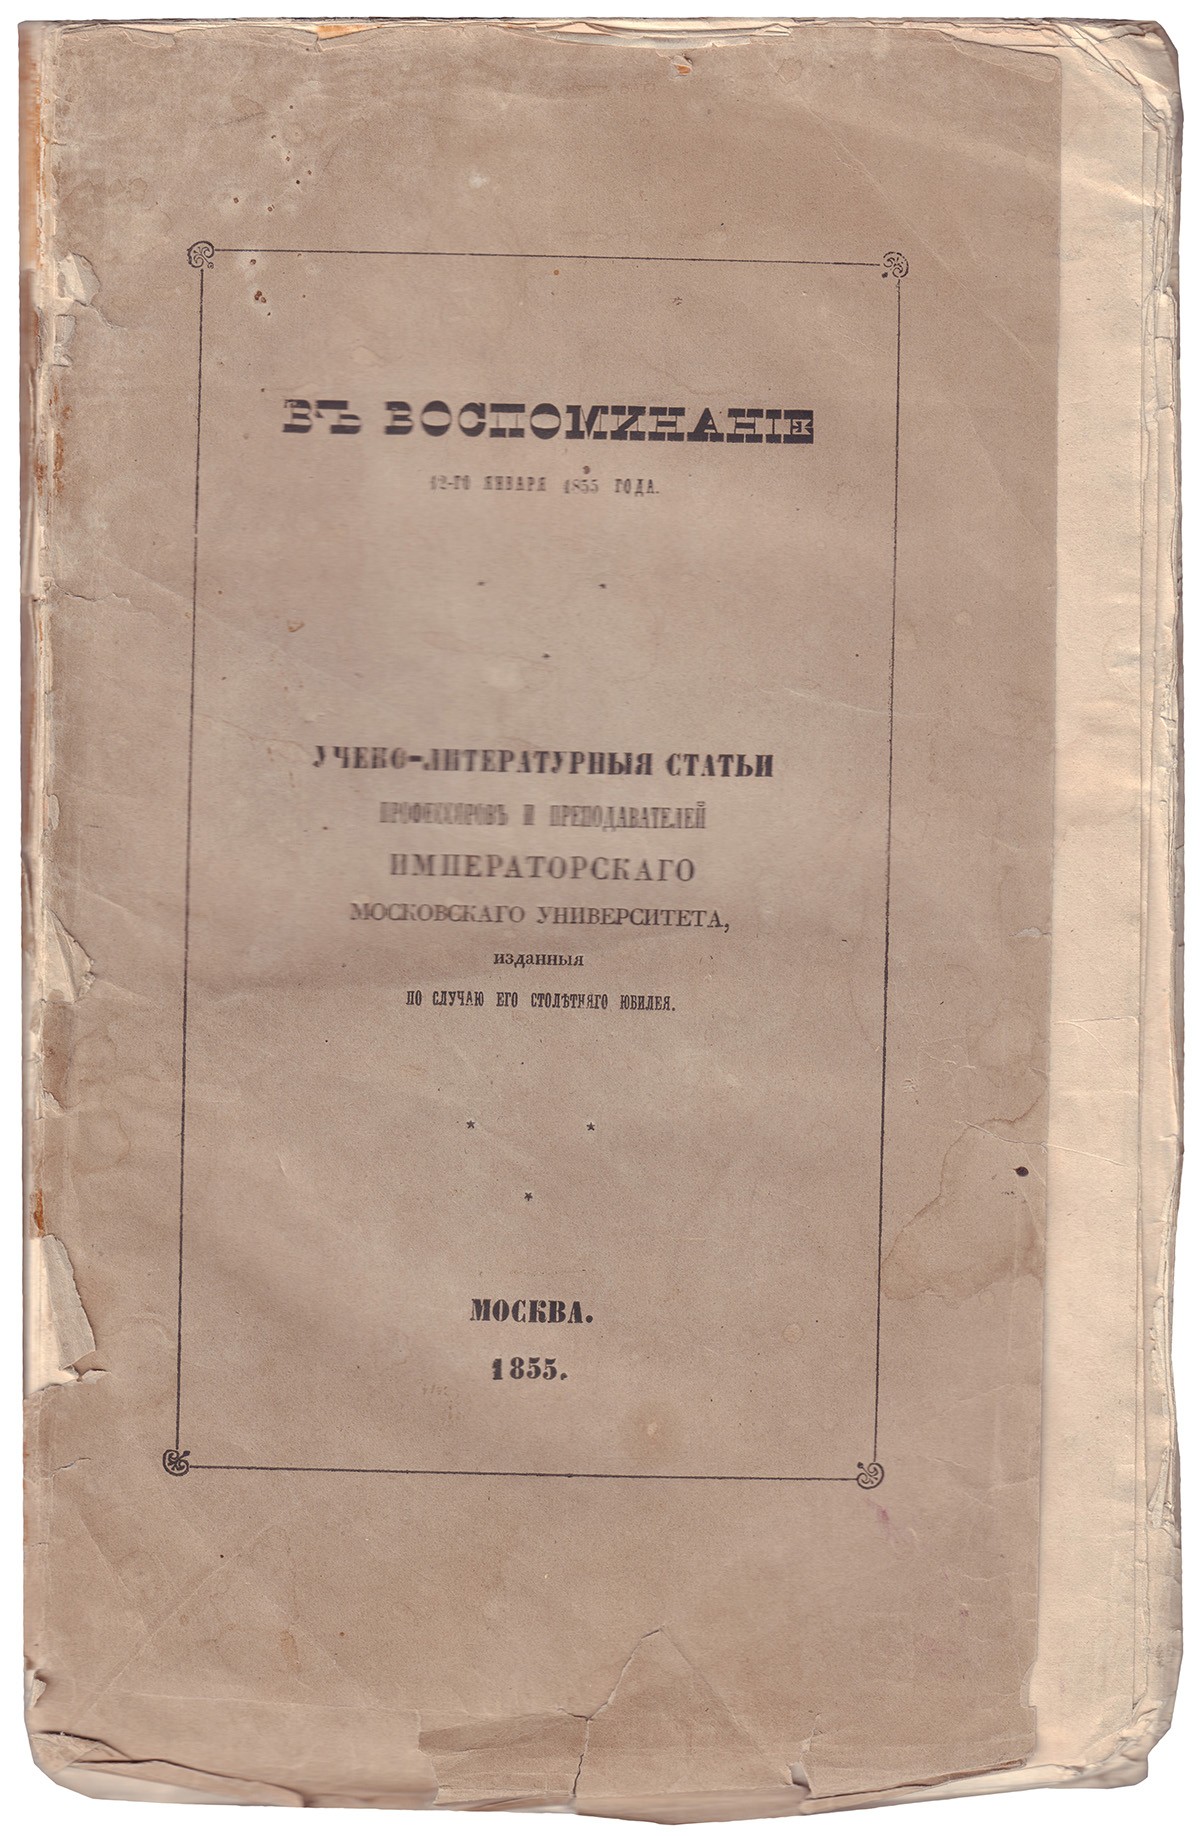 ВЪ ВОСПОМИНАНІЕ
12-ГО ЯНВАРЯ 1855 ГОДА.
УЧЕНО-ЛИТЕРАТУРНЫЯ СТАТЬИ
ПРОФЕССОРОВЪ И ПРЕПОДАВАТЕЛЕЙ
ИМПЕРАТОРСКАГО
МОСКОВСКАГО УНИВЕРСИТЕТА,
изданныя
ПО СЛУЧАЮ ЕГО СТОЛѢТНЯГО ЮБИЛЕЯ.
* *
*
МОСКВА.
1855.